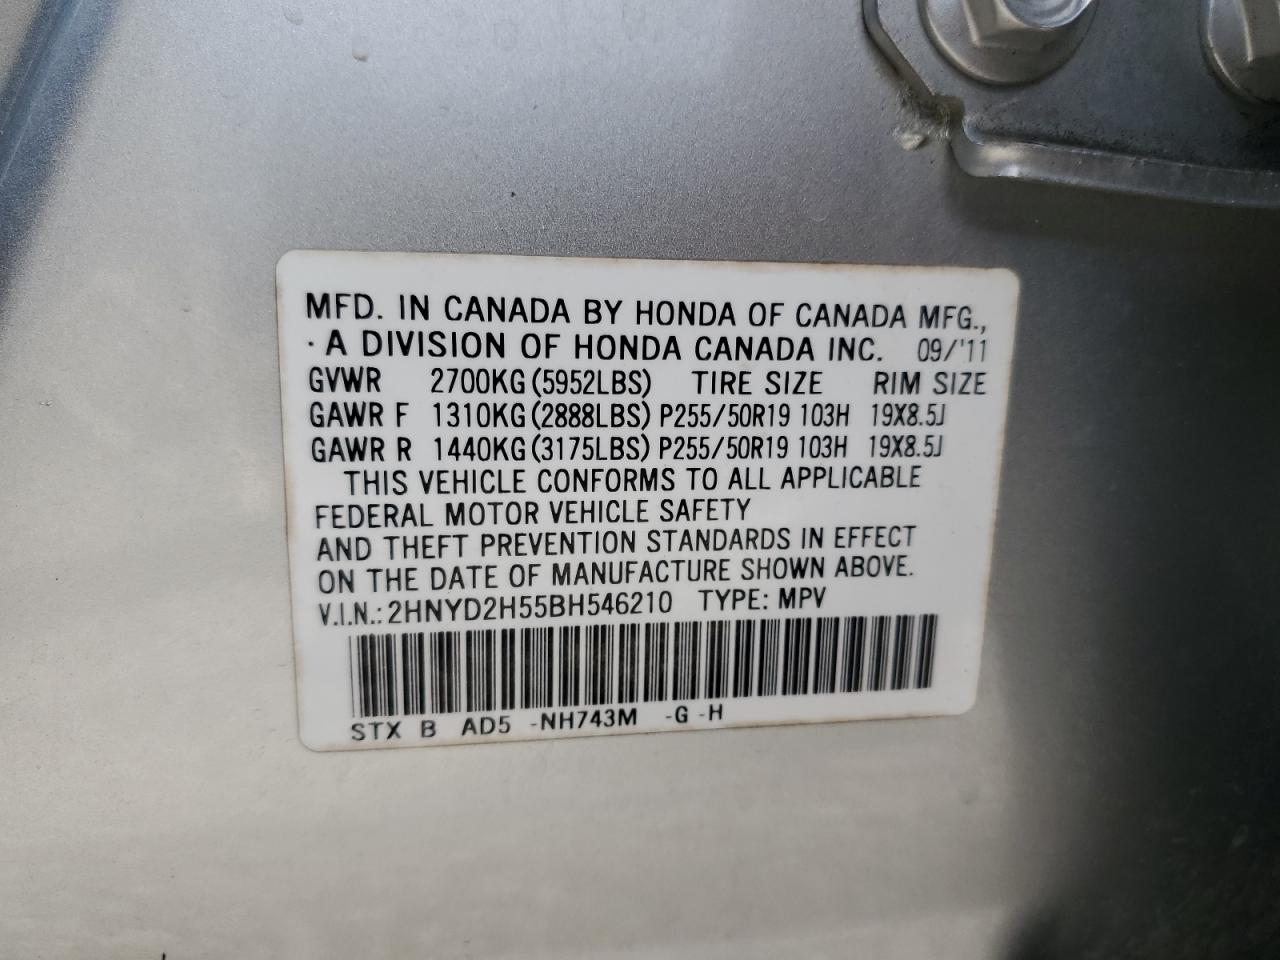 MFD. IN CANADA BY HONDA OF CANADA MFG.,
A DIVISION OF HONDA CANADA INC. 09/'11
GVWR 2700KG(5952LBS) TIRE SIZE RIM SIZE
GAWR F 1310KG(2888LBS) P255/50R19 103H 19X8.5J
GAWR R 1440KG(3175LBS) P255/50R19 103H 19X8.5J
THIS VEHICLE CONFORMS TO ALL APPLICABLE
FEDERAL MOTOR VEHICLE SAFETY
AND THEFT PREVENTION STANDARDS IN EFFECT
ON THE DATE OF MANUFACTURE SHOWN ABOVE.
V.I.N.: 2HNYD2H55BH546210 TYPE: MPV
STX B AD5 -NH743M -G -H